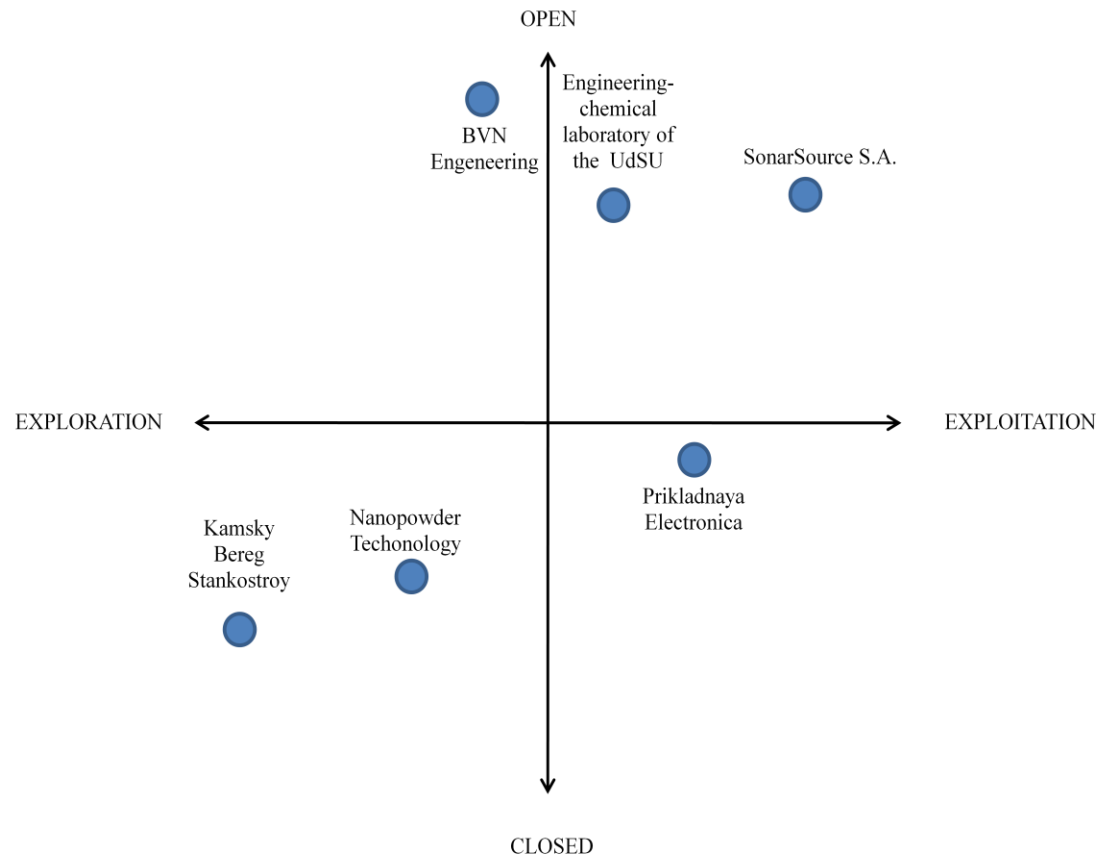 OPEN
Engineering-
chemical
laboratory of
the UdSU
BVN
Engeneering
SonarSource S.A.
EXPLORATION
EXPLOITATION
Prikladnaya
Electronica
Nanopowder
Techonology
Kamsky
Bereg
Stankostroy
CLOSED